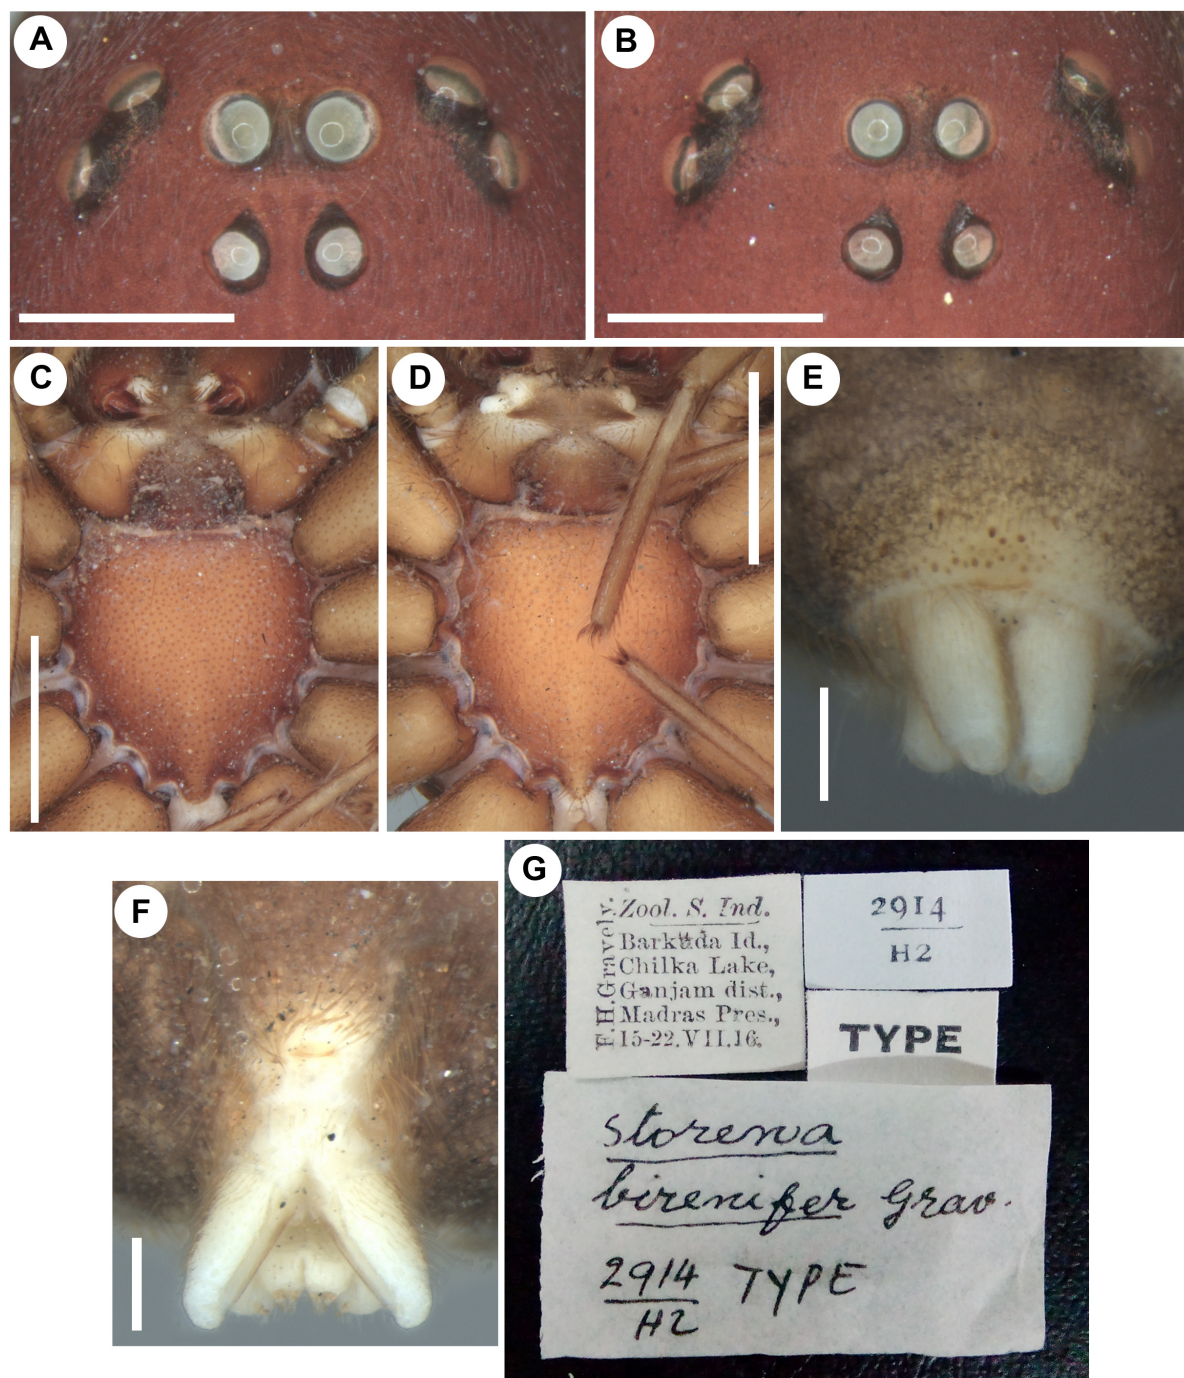 A
B
C
D
E
F
G
F. H. Gravely.
Zool. S. Ind.
Barkuda Id.,
Chilka Lake,
Ganjam dist.,
Madras Pres.,
15-22.VII.16.
2914
H2
TYPE
Storena
birenifer Grav.
2914 TYPE
H2